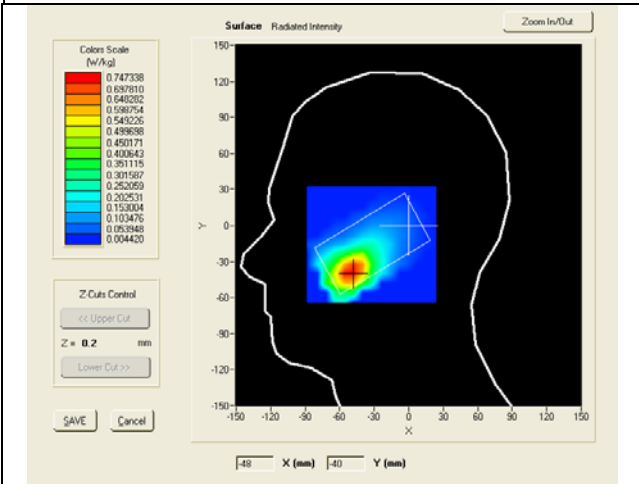 Surface Radiated Intensity
Zoom In/Out
Colors Scale
(W/kg)
0.747338
0.697810
0.648282
0.598754
0.549226
0.499698
0.450171
0.400643
0.351115
0.301587
0.252059
0.202531
0.153004
0.103476
0.053948
0.004420
Z-Cuts Control
<< Upper Cut
Z = 0.2 mm
Lower Cut >>
SAVE Cancel
150
120
90
60
30
0
-30
-60
-90
-120
-150
Y
-150 -120 -90 -60 -30 0 30 60 90 120 150
X
-48 X (mm) -40 Y (mm)